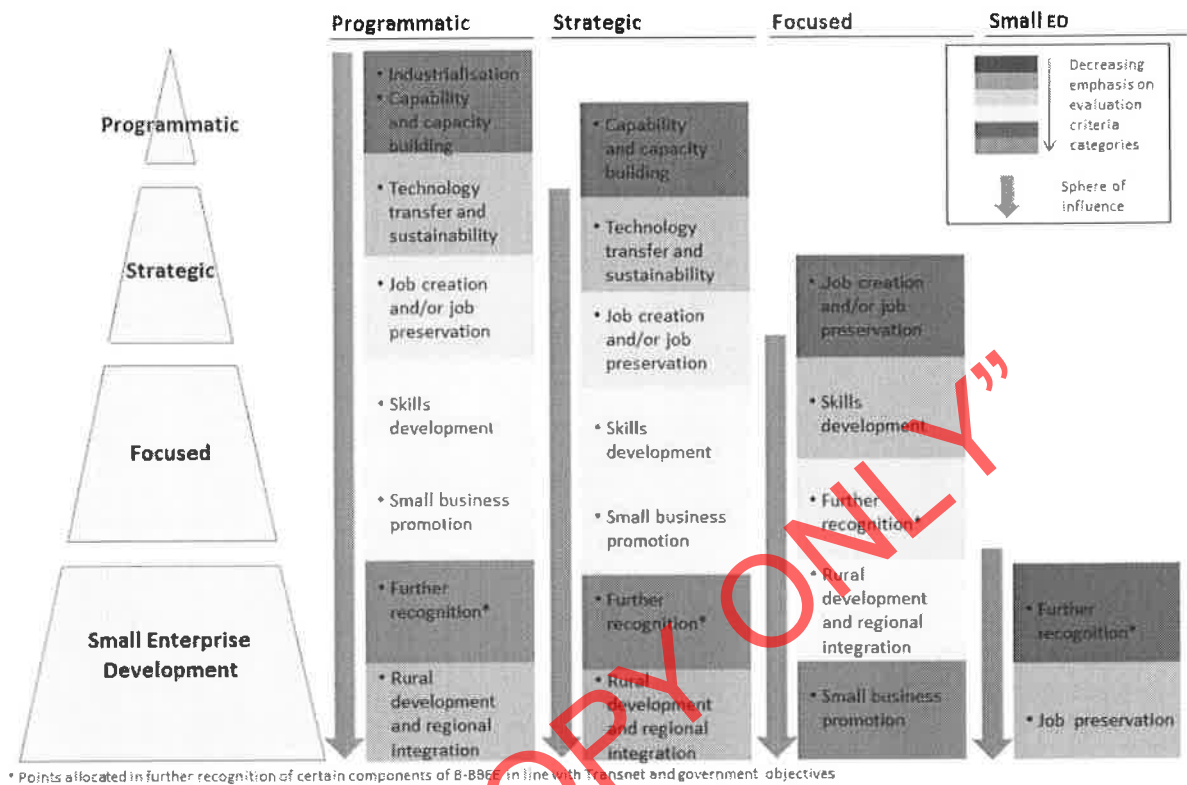 Programmatic
Strategic
Focused
Small ED
Programmatic
Strategic
Focused
Small Enterprise
Development
• Industrialisation
• Capability
and capacity
building
• Technology
transfer and
sustainability
• Job creation
and/or job
preservation
• Skills
development
• Small business
promotion
• Further
recognition*
• Rural
development
and regional
integration
• Capability
and capacity
building
• Technology
transfer and
sustainability
• Job creation
and/or job
preservation
• Skills
development
• Small business
promotion
• Further
recognition*
• Rural
development
and regional
integration
• Job creation
and/or job
preservation
• Skills
development
• Further
recognition*
• Rural
development
and regional
integration
• Small business
promotion
• Further
recognition*
• Job preservation
Decreasing
emphasis on
evaluation
criteria
categories
Sphere of
influence
* Points allocated in further recognition of certain components of B-BBEE in line with Transnet and government objectives
OPY ONLY”